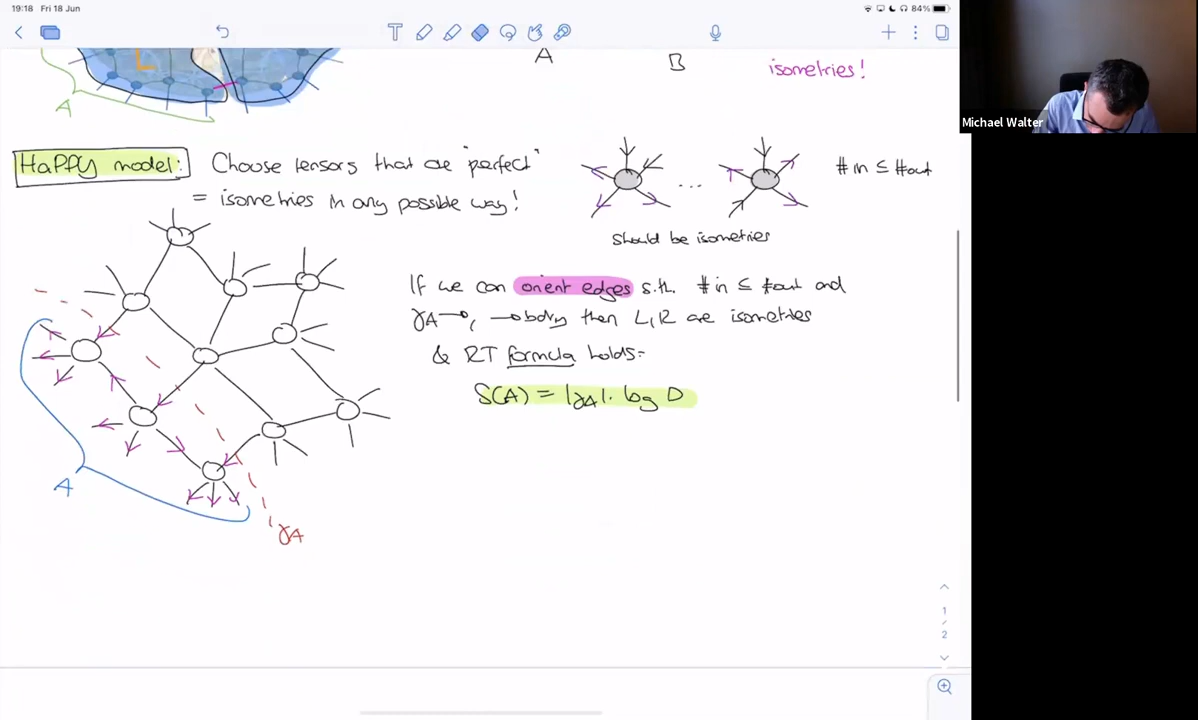 19:18 Fri 18 Jun
84%
A
B
isometries!
A
Michael Walter
HaPPy model:
Choose tensors that are "perfect"
= isometries in any possible way!
...
# in ≤ # out
should be isometries
If we can orient edges s.th. # in ≤ # out and
γA→, →bdry then L, R are isometries
& RT formula holds:
S(A) = |γA| · log D
A
γA
1
/
2